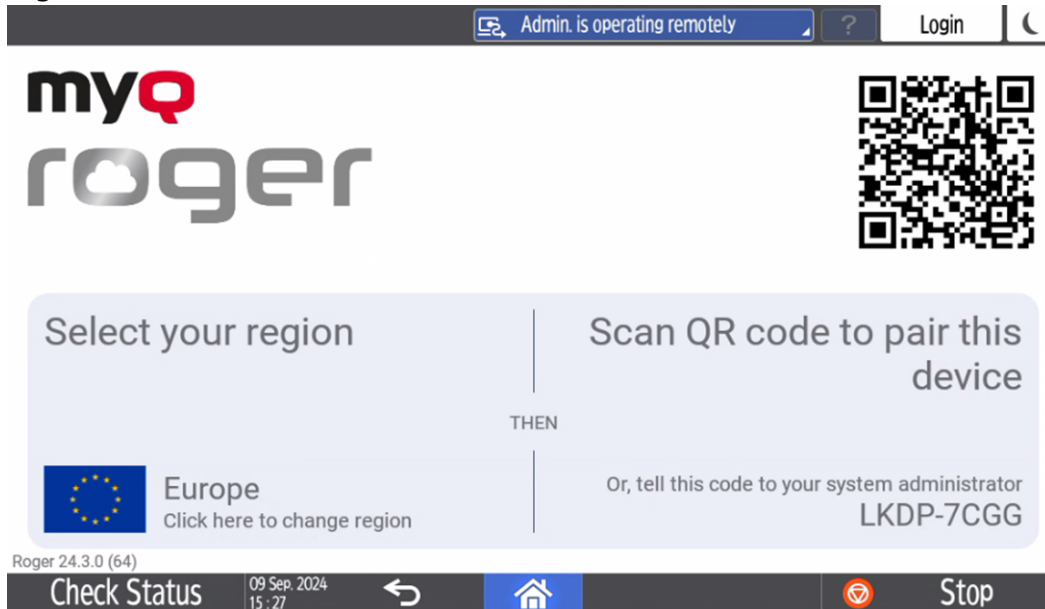 Admin. is operating remotely
?
Login
myQ
roger
Select your region
Scan QR code to pair this
device
THEN
Europe
Click here to change region
Or, tell this code to your system administrator
LKDP-7CGG
Roger 24.3.0 (64)
Check Status
09 Sep. 2024
15 : 27
Stop